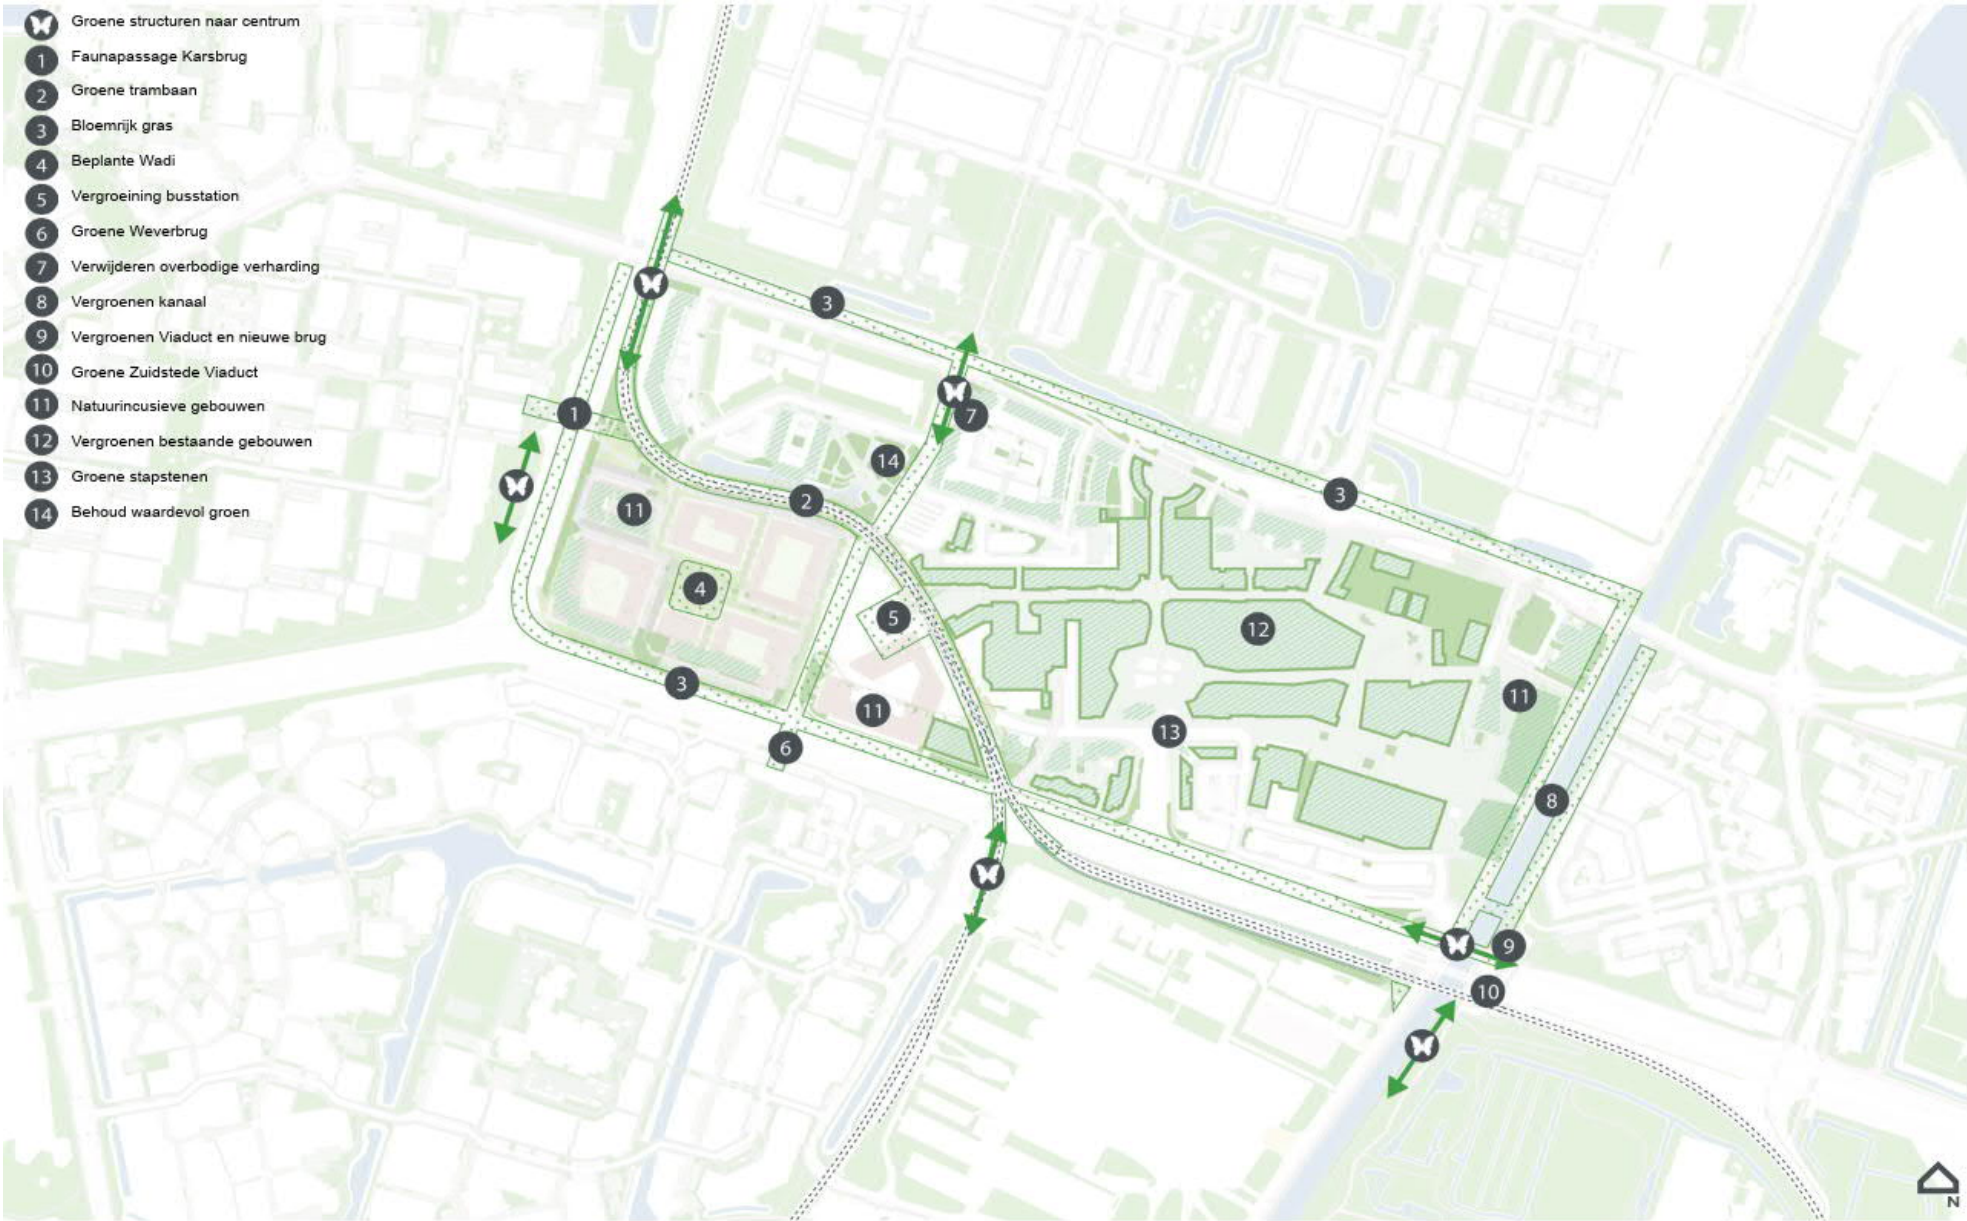 Groene structuren naar centrum
1 Faunapassage Karsbrug
2 Groene trambaan
3 Bloemrijk gras
4 Beplante Wadi
5 Vergroeining busstation
6 Groene Weverbrug
7 Verwijderen overbodige verharding
8 Vergroenen kanaal
9 Vergroenen Viaduct en nieuwe brug
10 Groene Zuidstede Viaduct
11 Natuurincusieve gebouwen
12 Vergroenen bestaande gebouwen
13 Groene stapstenen
14 Behoud waardevol groen
3
7
1
14
3
2
11
4
5
12
3
11
11
13
6
8
9
10
N